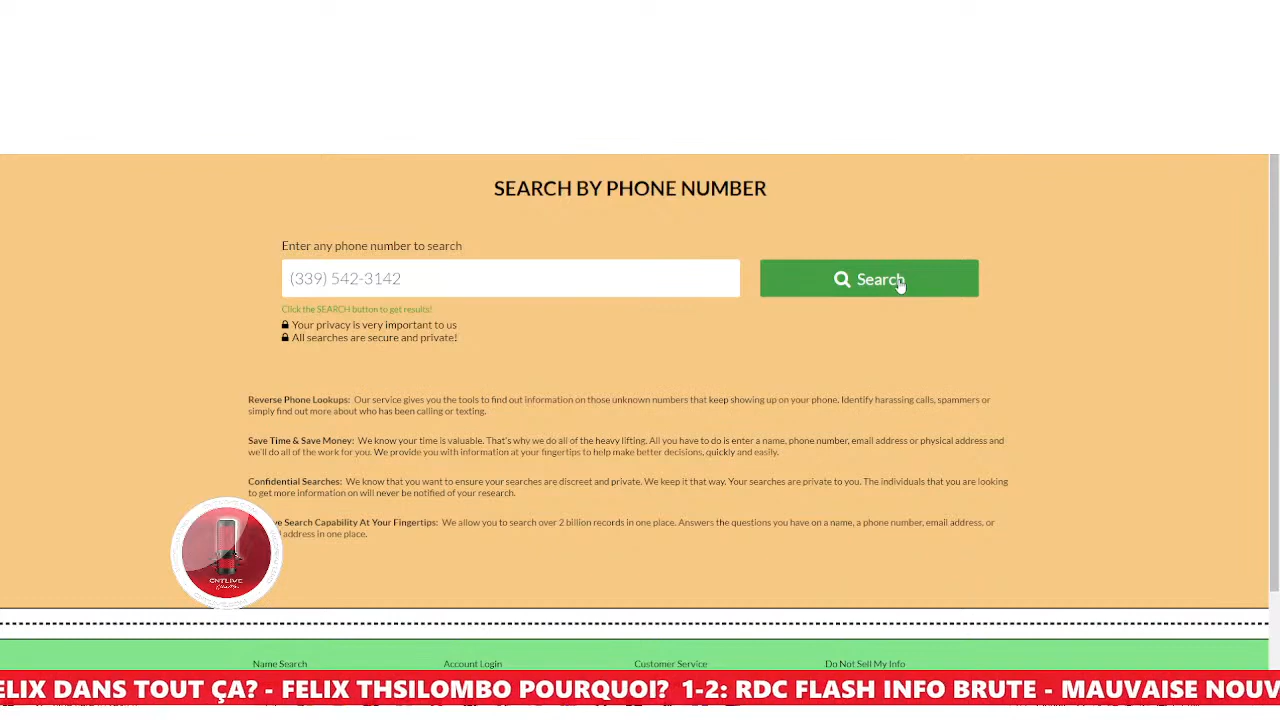 SEARCH BY PHONE NUMBER
Enter any phone number to search
(339) 542-3142
Search
Click the SEARCH button to get results!
Your privacy is very important to us
All searches are secure and private!
Reverse Phone Lookups: Our service gives you the tools to find out information on those unknown numbers that keep showing up on your phone. Identify harassing calls, spammers or
simply find out more about who has been calling or texting.
Save Time & Save Money: We know your time is valuable. That's why we do all of the heavy lifting. All you have to do is enter a name, phone number, email address or physical address and
we'll do all of the work for you. We provide you with information at your fingertips to help make better decisions, quickly and easily.
Confidential Searches: We know that you want to ensure your searches are discreet and private. We keep it that way. Your searches are private to you. The individuals that you are looking
to get more information on will never be notified of your research.
Search Capability At Your Fingertips: We allow you to search over 2 billion records in one place. Answers the questions you have on a name, a phone number, email address, or
address in one place.
CNTLIVE
Name Search
Account Login
Customer Service
Do Not Sell My Info
ELIX DANS TOUT ÇA? - FELIX THSILOMBO POURQUOI? 1-2: RDC FLASH INFO BRUTE - MAUVAISE NOUV